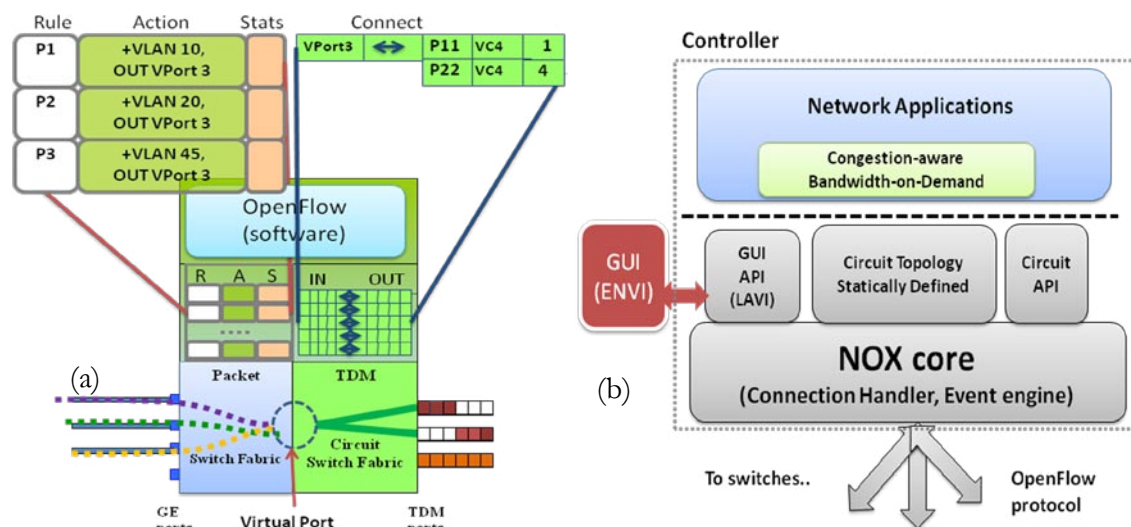 Rule Action Stats Connect
P1 +VLAN 10,
OUT VPort 3
P2 +VLAN 20,
OUT VPort 3
P3 +VLAN 45,
OUT VPort 3
VPort3 P11 VC4 1
P22 VC4 4
OpenFlow
(software)
R A S IN OUT
(a)
Packet TDM
Switch Fabric
Circuit
Switch Fabric
GE
ports
Virtual Port
TDM
ports
Controller
Network Applications
Congestion-aware
Bandwidth-on-Demand
GUI
(ENVI)
GUI
API
(LAVI)
Circuit Topology
Statically Defined
Circuit
API
(b)
NOX core
(Connection Handler, Event engine)
To switches..
OpenFlow
protocol